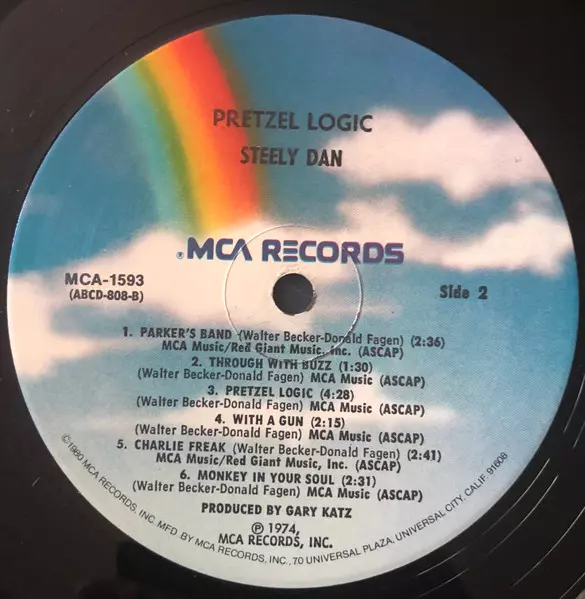 PRETZEL LOGIC
STEELY DAN
®MCA RECORDS
MCA-1593
(ABCD-808-B)
Side 2
1. PARKER'S BAND (Walter Becker-Donald Fagen) (2:36)
MCA Music/Red Giant Music, Inc. (ASCAP)
2. THROUGH WITH BUZZ (1:30)
(Walter Becker-Donald Fagen) MCA Music (ASCAP)
3. PRETZEL LOGIC (4:28)
(Walter Becker-Donald Fagen) MCA Music (ASCAP)
4. WITH A GUN (2:15)
(Walter Becker-Donald Fagen) MCA Music (ASCAP)
5. CHARLIE FREAK (Walter Becker-Donald Fagen) (2:41)
MCA Music/Red Giant Music, Inc. (ASCAP)
6. MONKEY IN YOUR SOUL (2:31)
(Walter Becker-Donald Fagen) MCA Music (ASCAP)
PRODUCED BY GARY KATZ
℗ 1974,
MCA RECORDS, INC.
©1980 MCA RECORDS, INC. MFD. BY MCA RECORDS, INC., 70 UNIVERSAL PLAZA, UNIVERSAL CITY, CALIF. 91608